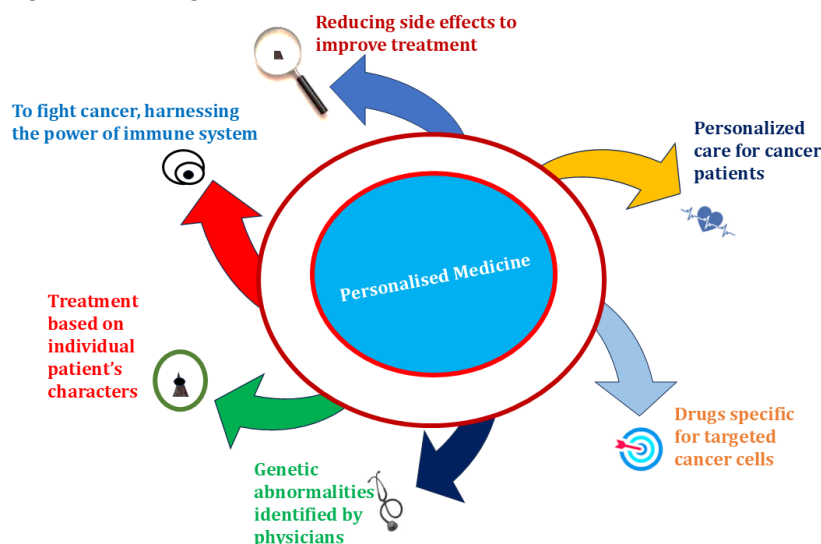 Reducing side effects to
improve treatment
To fight cancer, harnessing
the power of immune system
Personalized
care for cancer
patients
Personalised Medicine
Treatment
based on
individual
patient’s
characters
Drugs specific
for targeted
cancer cells
Genetic
abnormalities
identified by
physicians